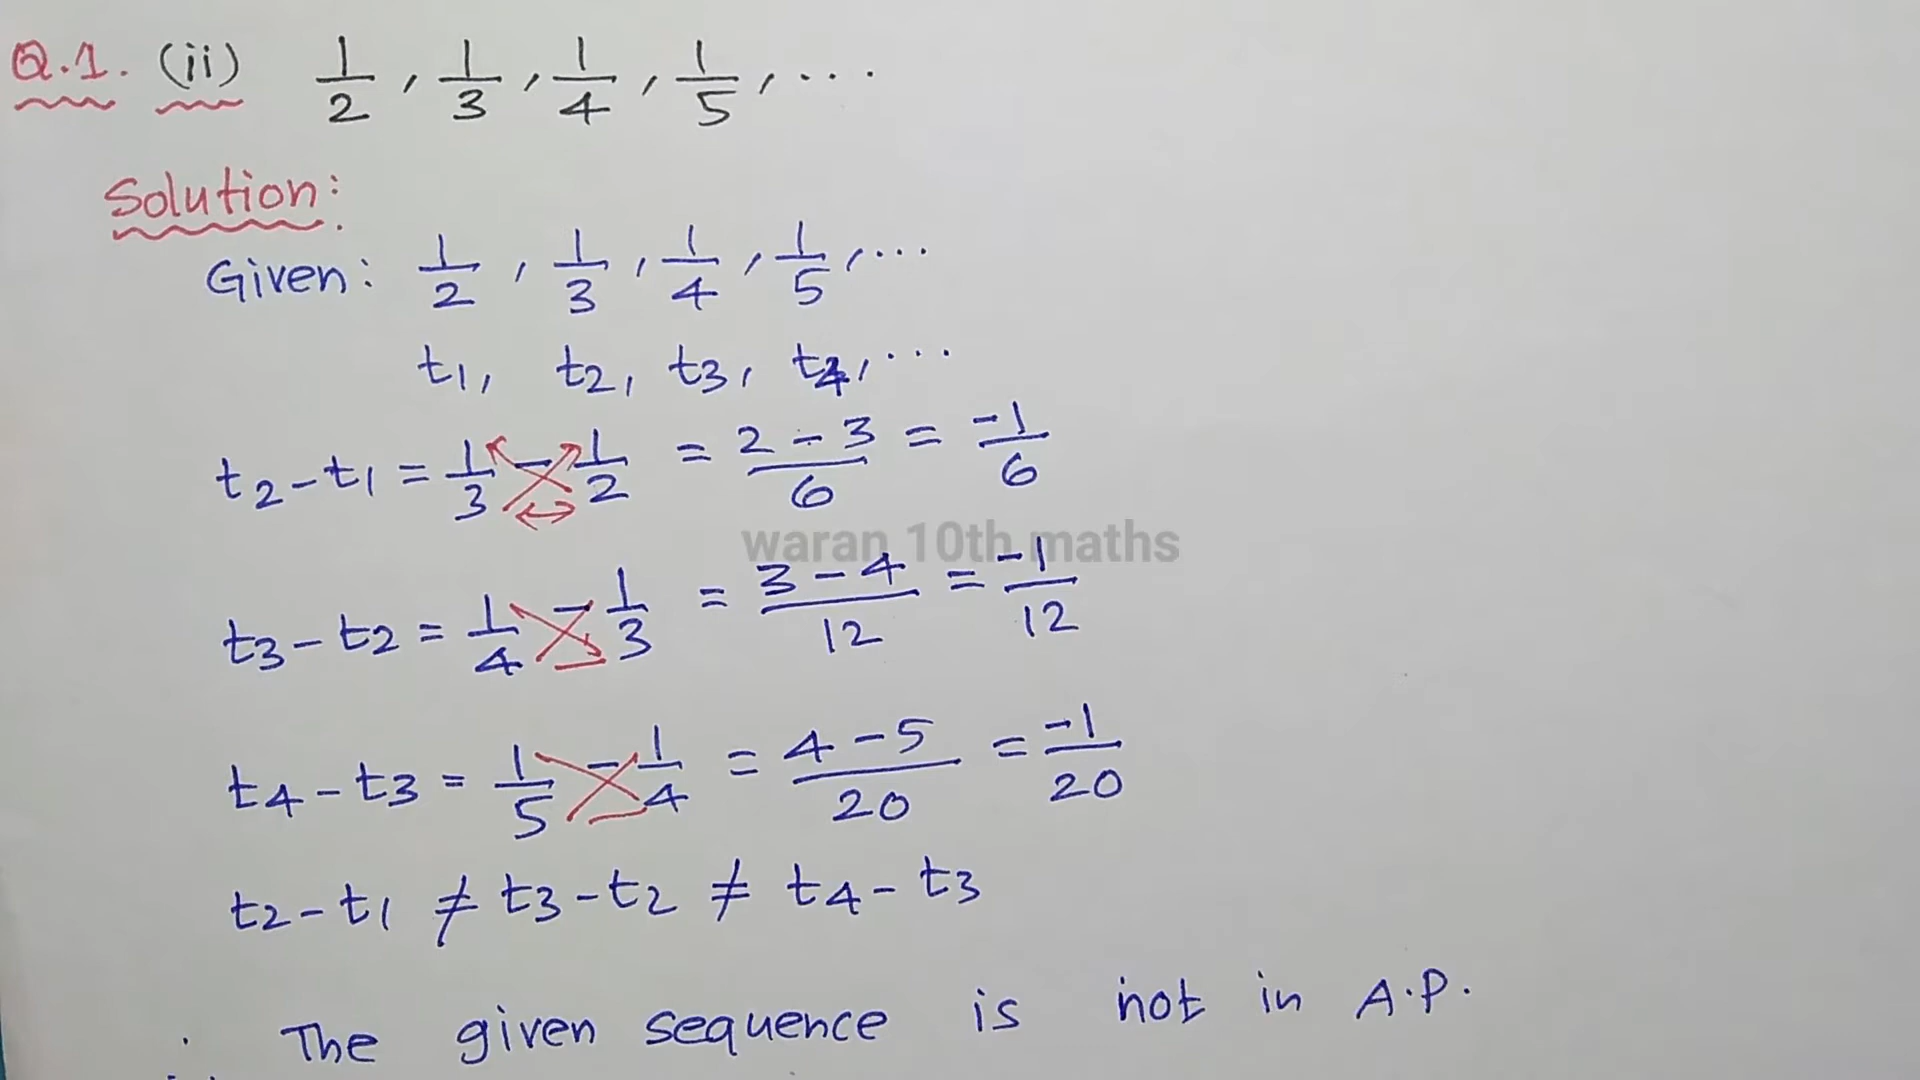 Q.1. (ii) 1/2, 1/3, 1/4, 1/5, ...
Solution:
Given: 1/2, 1/3, 1/4, 1/5, ...
t1, t2, t3, t4, ...
t2-t1 = 1/3 - 1/2 = 2-3/6 = -1/6
waran 10th maths
t3-t2 = 1/4 - 1/3 = 3-4/12 = -1/12
t4-t3 = 1/5 - 1/4 = 4-5/20 = -1/20
t2-t1 ≠ t3-t2 ≠ t4-t3
∴ The given sequence is not in A.P.